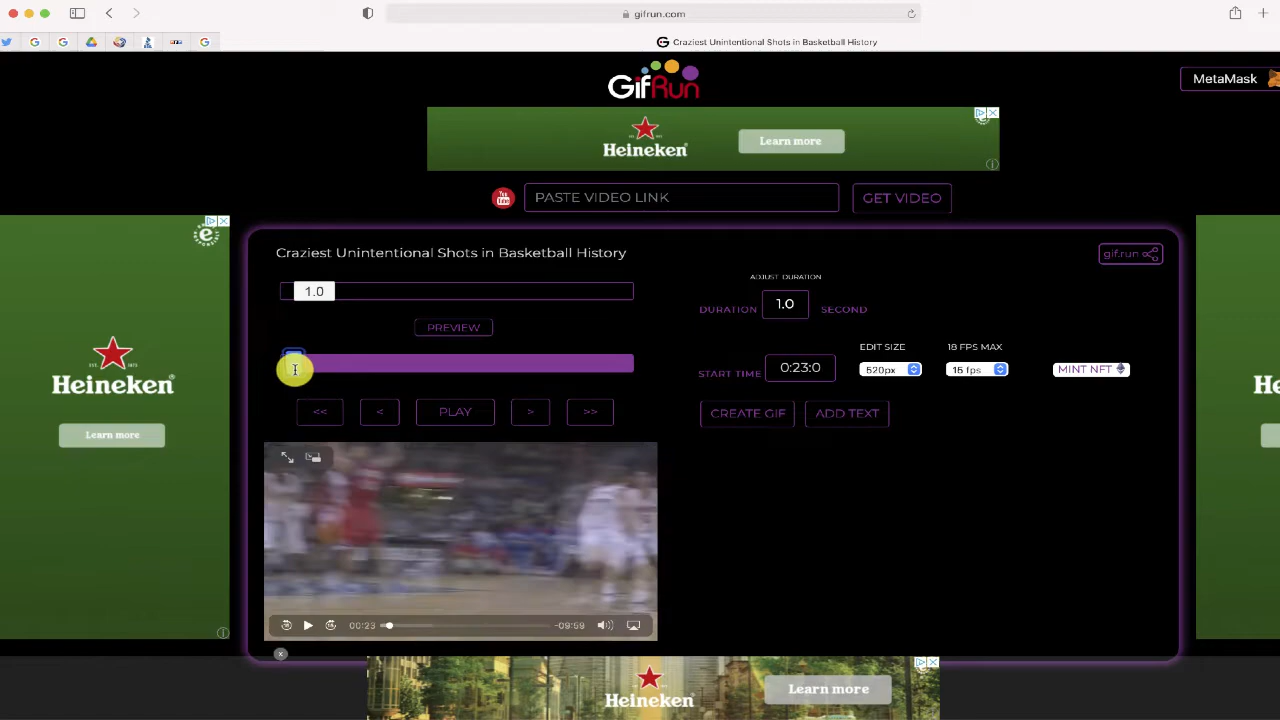 gifrun.com
Craziest Unintentional Shots in Basketball History
GifRun
MetaMask
Heineken
Learn more
YouTube
PASTE VIDEO LINK
GET VIDEO
Craziest Unintentional Shots in Basketball History
gif.run
1.0
ADJUST DURATION
DURATION
1.0
SECOND
PREVIEW
START TIME
0:23:0
EDIT SIZE
520px
18 FPS MAX
15 fps
MINT NFT
<<
<
PLAY
>
>>
CREATE GIF
ADD TEXT
Heineken
Learn more
00:23
-09:59
Heineken
Learn more